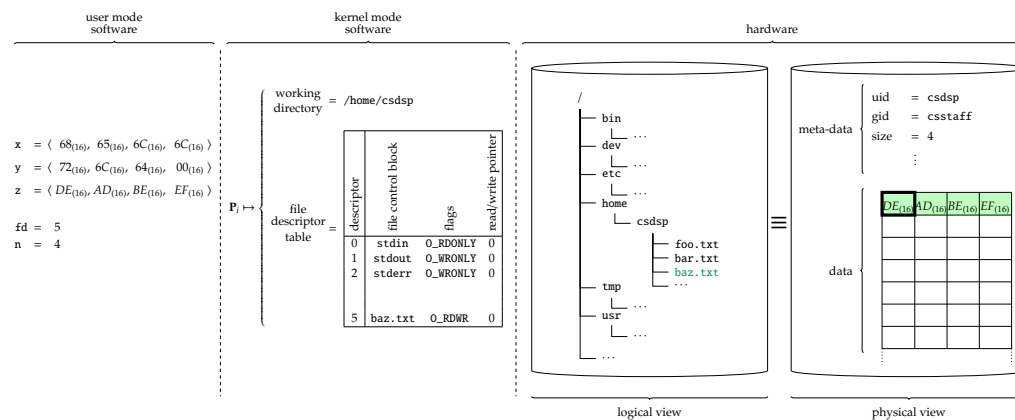 user mode
software
kernel mode
software
hardware
x = ⟨ 68(16), 65(16), 6C(16), 6C(16) ⟩
y = ⟨ 72(16), 6C(16), 64(16), 00(16) ⟩
z = ⟨ DE(16), AD(16), BE(16), EF(16) ⟩
fd = 5
n = 4
Pi ↦
working
directory = /home/csdsp
file
descriptor
table =
descriptor file control block flags read/write pointer
0 stdin O_RDONLY 0
1 stdout O_WRONLY 0
2 stderr O_WRONLY 0
5 baz.txt O_RDWR 0
/
bin
...
dev
...
etc
...
home
csdsp
foo.txt
bar.txt
baz.txt
...
tmp
...
usr
...
...
logical view
≡
meta-data
uid = csdsp
gid = csstaff
size = 4
⋮
data
DE(16) AD(16) BE(16) EF(16)
physical view